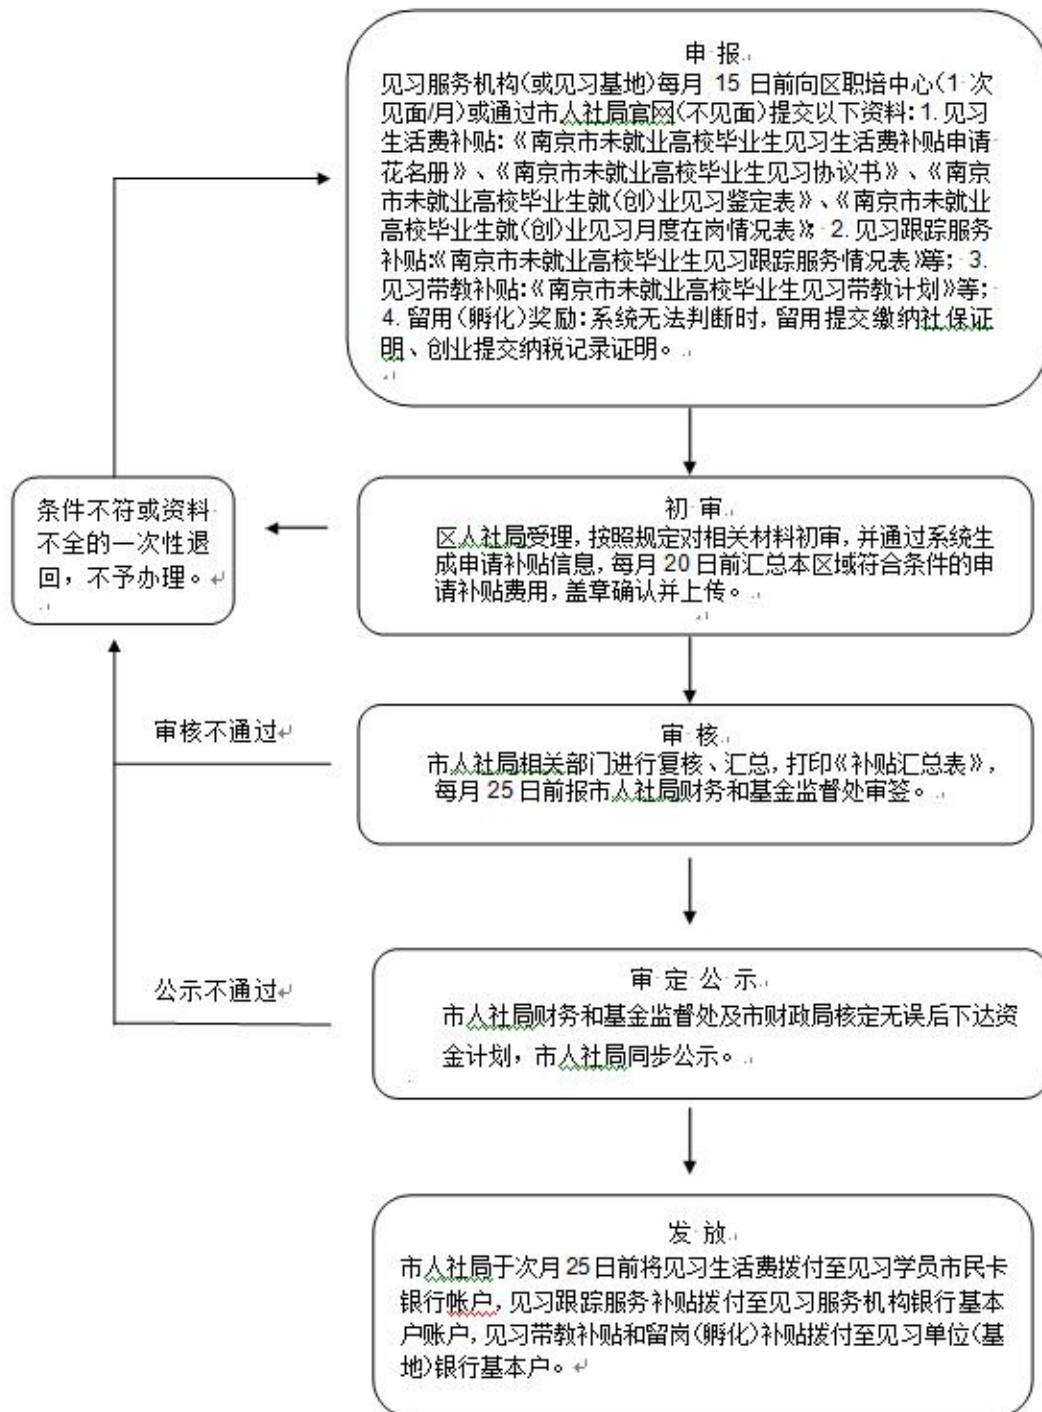 申 报
见习服务机构(或见习基地)每月 15 日前向区职培中心(1 次
见面/月)或通过市人社局官网(不见面)提交以下资料：1. 见习
生活费补贴：《南京市未就业高校毕业生见习生活费补贴申请
花名册》、《南京市未就业高校毕业生见习协议书》、《南京
市未就业高校毕业生就(创)业见习鉴定表》、《南京市未就业
高校毕业生就(创)业见习月度在岗情况表》；2. 见习跟踪服务
补贴：《南京市未就业高校毕业生见习跟踪服务情况表》等；3.
见习带教补贴：《南京市未就业高校毕业生见习带教计划》等；
4. 留用(孵化)奖励：系统无法判断时，留用提交缴纳社保证
明、创业提交纳税记录证明。
条件不符或资料
不全的一次性退
回，不予办理。
初 审
区人社局受理，按照规定对相关材料初审，并通过系统生
成申请补贴信息，每月 20 日前汇总本区域符合条件的申
请补贴费用，盖章确认并上传。
审核不通过
审 核
市人社局相关部门进行复核、汇总，打印《补贴汇总表》，
每月 25 日前报市人社局财务和基金监督处审签。
公示不通过
审 定 公 示
市人社局财务和基金监督处及市财政局核定无误后下达资
金计划，市人社局同步公示。
发 放
市人社局于次月 25 日前将见习生活费拨付至见习学员市民卡
银行帐户，见习跟踪服务补贴拨付至见习服务机构银行基本
户账户，见习带教补贴和留岗(孵化)补贴拨付至见习单位(基
地)银行基本户。